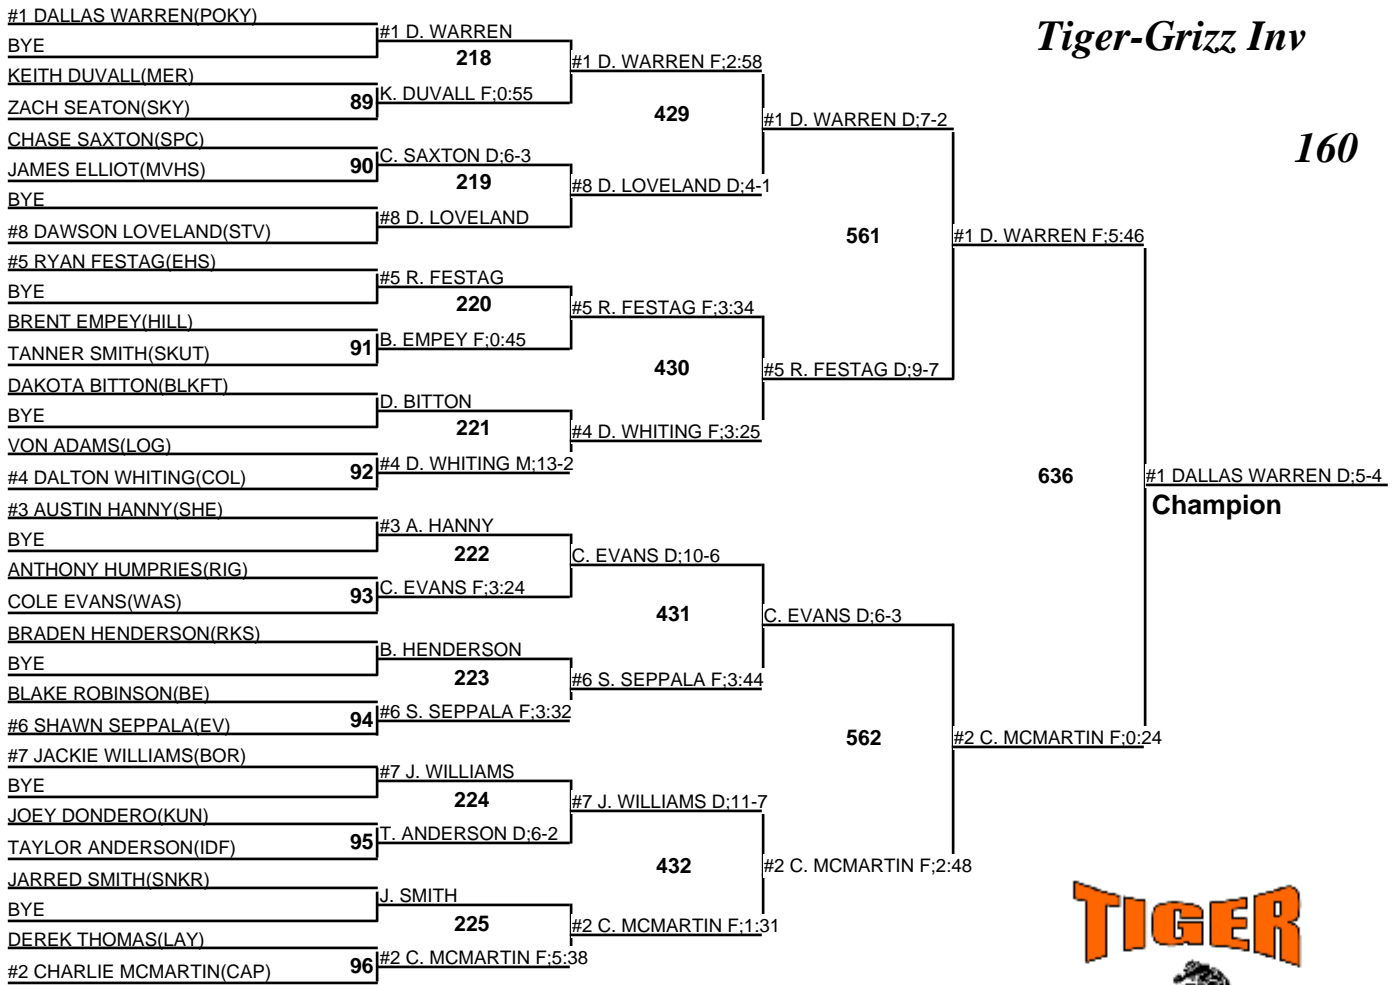 Tiger-Grizz Inv
160
#1 DALLAS WARREN(POKY)
BYE
KEITH DUVALL(MER)
ZACH SEATON(SKY)
CHASE SAXTON(SPC)
JAMES ELLIOT(MVHS)
BYE
#8 DAWSON LOVELAND(STV)
#5 RYAN FESTAG(EHS)
BYE
BRENT EMPEY(HILL)
TANNER SMITH(SKUT)
DAKOTA BITTON(BLKFT)
BYE
VON ADAMS(LOG)
#4 DALTON WHITING(COL)
#3 AUSTIN HANNY(SHE)
BYE
ANTHONY HUMPRIES(RIG)
COLE EVANS(WAS)
BRADEN HENDERSON(RKS)
BYE
BLAKE ROBINSON(BE)
#6 SHAWN SEPPALA(EV)
#7 JACKIE WILLIAMS(BOR)
BYE
JOEY DONDERO(KUN)
TAYLOR ANDERSON(IDF)
JARRED SMITH(SNKR)
BYE
DEREK THOMAS(LAY)
#2 CHARLIE MCMARTIN(CAP)
89
90
91
92
93
94
95
96
#1 D. WARREN
218
K. DUVALL F;0:55
C. SAXTON D;6-3
219
#8 D. LOVELAND
#5 R. FESTAG
220
B. EMPEY F;0:45
D. BITTON
221
#4 D. WHITING M;13-2
#3 A. HANNY
222
C. EVANS F;3:24
B. HENDERSON
223
#6 S. SEPPALA F;3:32
#7 J. WILLIAMS
224
T. ANDERSON D;6-2
J. SMITH
225
#2 C. MCMARTIN F;5:38
#1 D. WARREN F;2:58
429
#8 D. LOVELAND D;4-1
#5 R. FESTAG F;3:34
430
#4 D. WHITING F;3:25
C. EVANS D;10-6
431
#6 S. SEPPALA F;3:44
#7 J. WILLIAMS D;11-7
432
#2 C. MCMARTIN F;1:31
#1 D. WARREN D;7-2
561
#5 R. FESTAG D;9-7
C. EVANS D;6-3
562
#2 C. MCMARTIN F;2:48
#1 D. WARREN F;5:46
636
#2 C. MCMARTIN F;0:24
#1 DALLAS WARREN D;5-4
Champion
TIGER